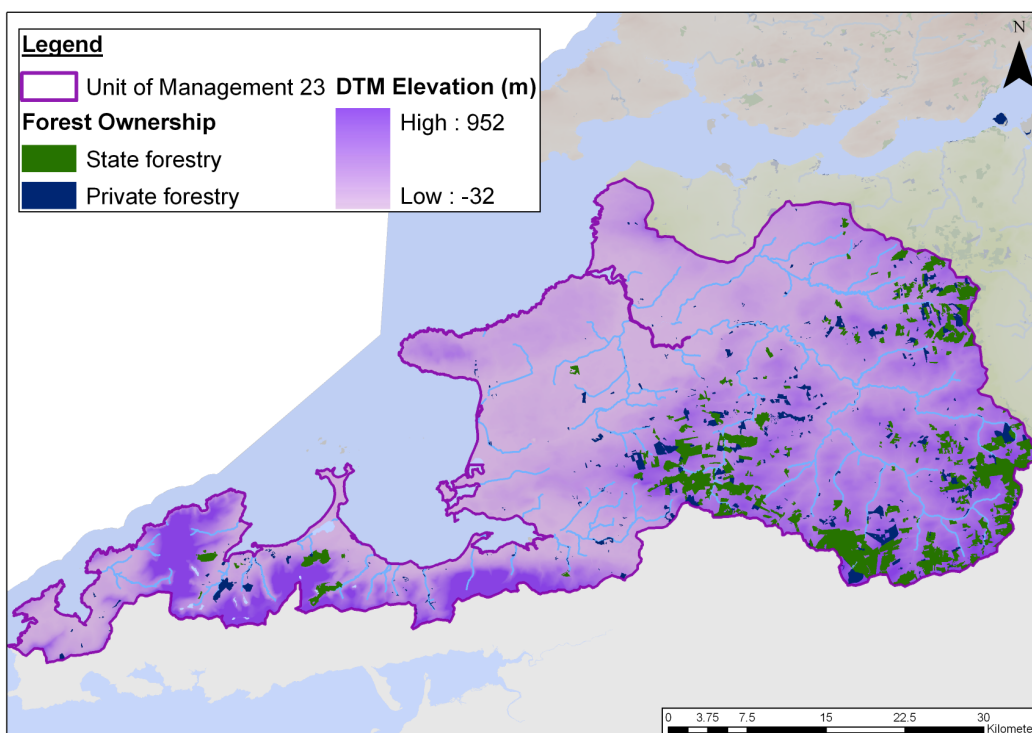 Legend
Unit of Management 23
Forest Ownership
State forestry
Private forestry
DTM Elevation (m)
High : 952
Low : -32
N
0 3.75 7.5 15 22.5 30
Kilomete